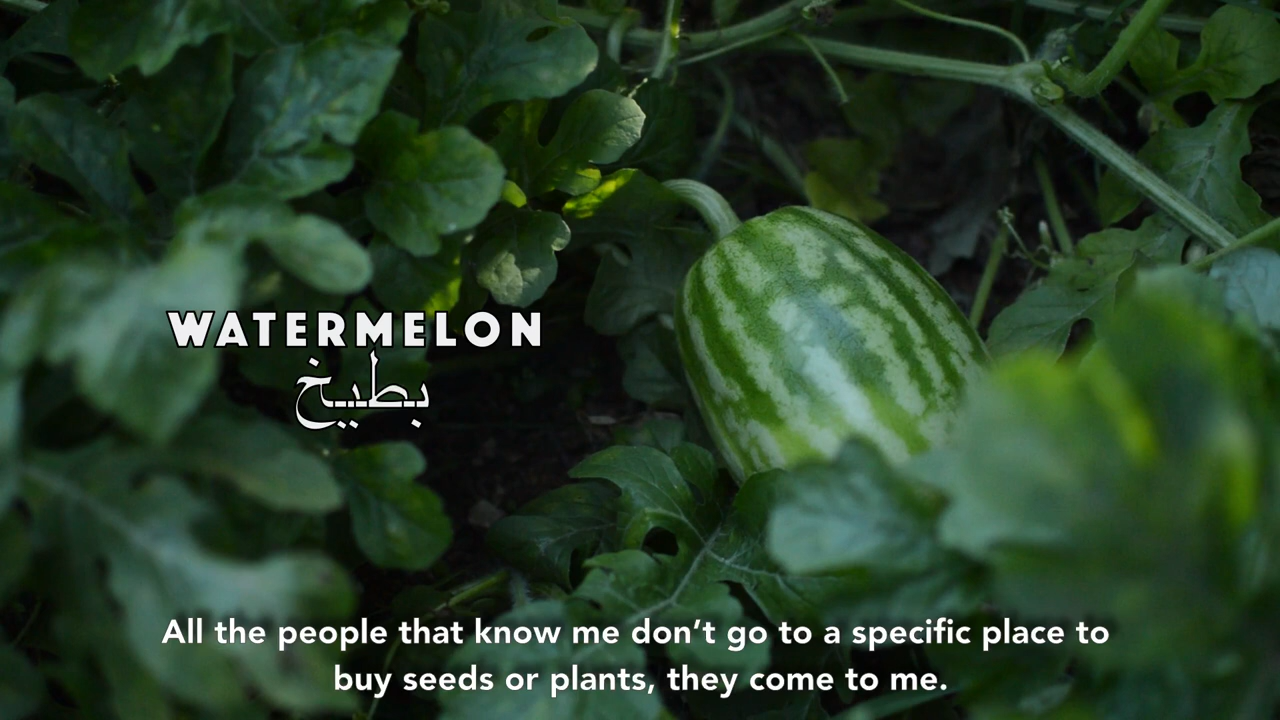 WATERMELON
بطيخ
All the people that know me don't go to a specific place to
buy seeds or plants, they come to me.